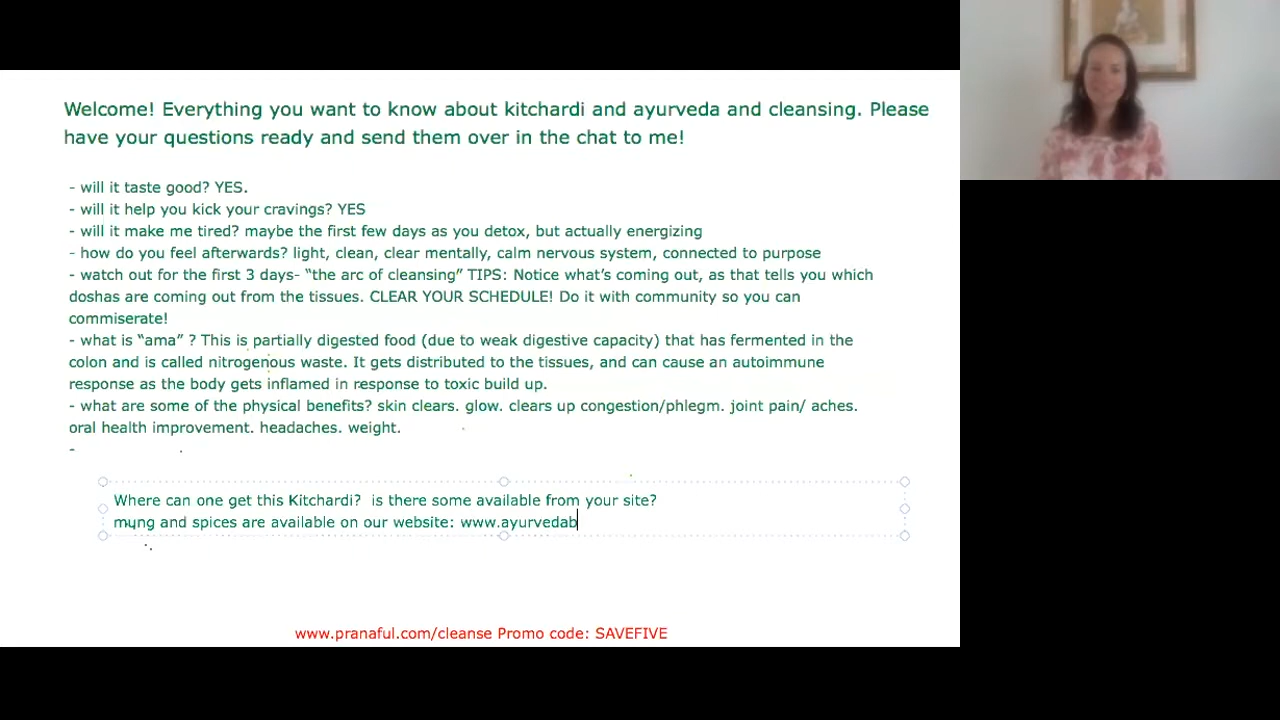 Welcome! Everything you want to know about kitchardi and ayurveda and cleansing. Please
have your questions ready and send them over in the chat to me!
- will it taste good? YES.
- will it help you kick your cravings? YES
- will it make me tired? maybe the first few days as you detox, but actually energizing
- how do you feel afterwards? light, clean, clear mentally, calm nervous system, connected to purpose
- watch out for the first 3 days- “the arc of cleansing” TIPS: Notice what’s coming out, as that tells you which
doshas are coming out from the tissues. CLEAR YOUR SCHEDULE! Do it with community so you can
commiserate!
- what is “ama” ? This is partially digested food (due to weak digestive capacity) that has fermented in the
colon and is called nitrogenous waste. It gets distributed to the tissues, and can cause an autoimmune
response as the body gets inflamed in response to toxic build up.
- what are some of the physical benefits? skin clears. glow. clears up congestion/phlegm. joint pain/ aches.
oral health improvement. headaches. weight.
-
Where can one get this Kitchardi?  is there some available from your site?
mung and spices are available on our website: www.ayurvedab
www.pranaful.com/cleanse Promo code: SAVEFIVE